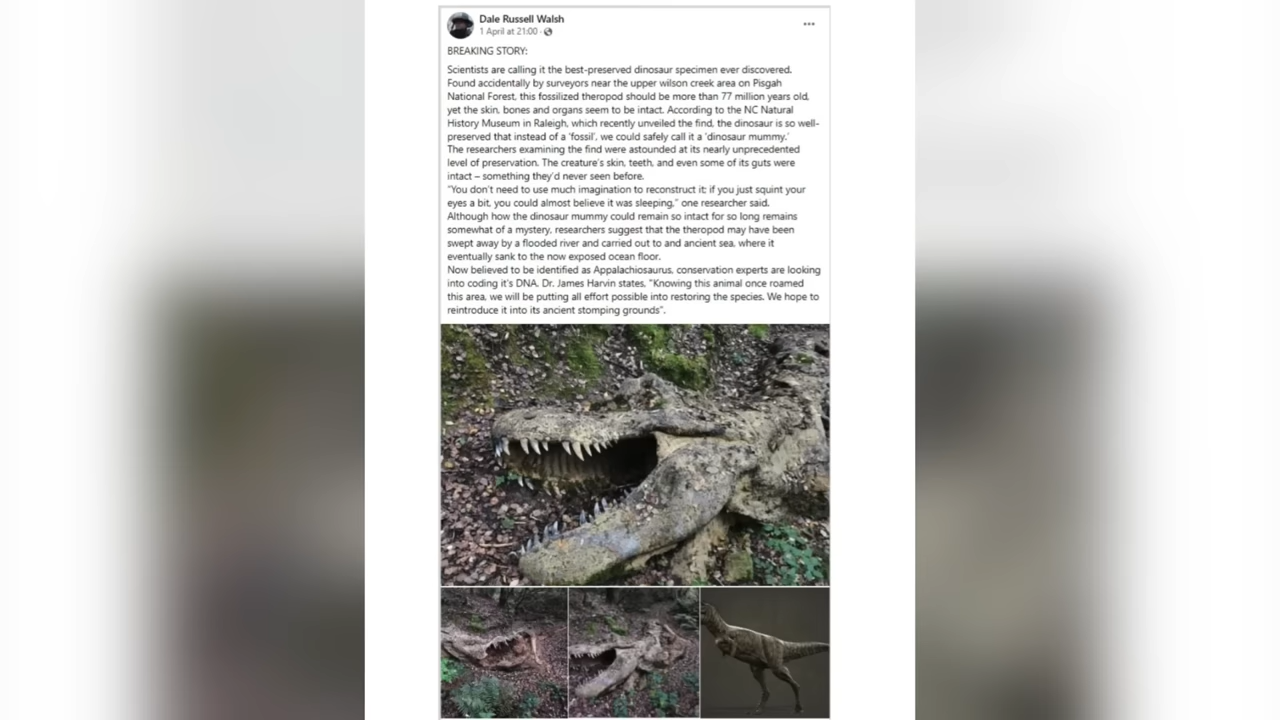 Dale Russell Walsh
1 April at 21:00 ·
BREAKING STORY:
Scientists are calling it the best-preserved dinosaur specimen ever discovered.
Found accidentally by surveyors near the upper wilson creek area on Pisgah
National Forest, this fossilized theropod should be more than 77 million years old,
yet the skin, bones and organs seem to be intact. According to the NC Natural
History Museum in Raleigh, which recently unveiled the find, the dinosaur is so well-
preserved that instead of a 'fossil', we could safely call it a 'dinosaur mummy.'
The researchers examining the find were astounded at its nearly unprecedented
level of preservation. The creature's skin, teeth, and even some of its guts were
intact – something they'd never seen before.
"You don't need to use much imagination to reconstruct it; if you just squint your
eyes a bit, you could almost believe it was sleeping," one researcher said.
Although how the dinosaur mummy could remain so intact for so long remains
somewhat of a mystery, researchers suggest that the theropod may have been
swept away by a flooded river and carried out to and ancient sea, where it
eventually sank to the now exposed ocean floor.
Now believed to be identified as Appalachiosaurus, conservation experts are looking
into coding it's DNA. Dr. James Harvin states, "Knowing this animal once roamed
this area, we will be putting all effort possible into restoring the species. We hope to
reintroduce it into its ancient stomping grounds".